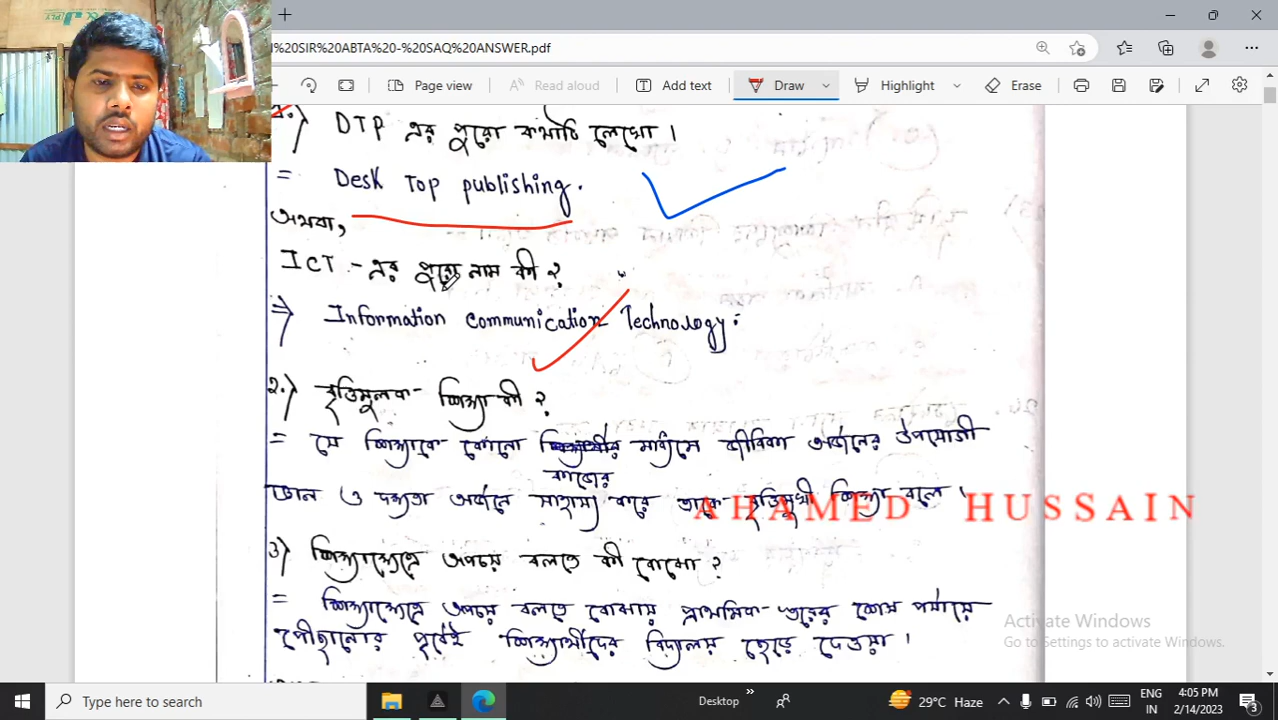 %20SIR%20ABTA%20-%20SAQ%20ANSWER.pdf
Page view
Read aloud
Add text
Draw
Highlight
Erase
DTP এর পুরো কথাটি লেখো।
= Desk Top publishing.
অথবা,
ICT - এর পুরো নাম কী?
⇒ Information Communication Technology:
২.) বৃত্তিমূলক শিক্ষা কী?
= যে শিক্ষাকে কোনো মাধ্যমে জীবিকা অর্জনের উপযোগী
কাজের
জ্ঞান ও দক্ষতা অর্জনে সাহায্য করে তাকে বৃত্তিমুখী শিক্ষা বলে।
AHAMED HUSSAIN
3) শিক্ষাক্ষেত্রে অপচয় বলতে কী বোঝো?
= শিক্ষাক্ষেত্রে অপচয় বলতে বোঝায় প্রাথমিক স্তরের শেষ পর্যায়ে
পৌঁছানোর পূর্বেই শিক্ষার্থীদের বিদ্যালয় ছেড়ে দেওয়া।
Activate Windows
Go to Settings to activate Windows.
Type here to search
Desktop
29°C Haze
ENG
IN
4:05 PM
2/14/2023
3